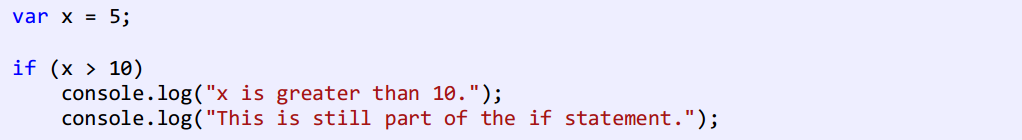 var x = 5;
if (x > 10)
    console.log("x is greater than 10.");
    console.log("This is still part of the if statement.");